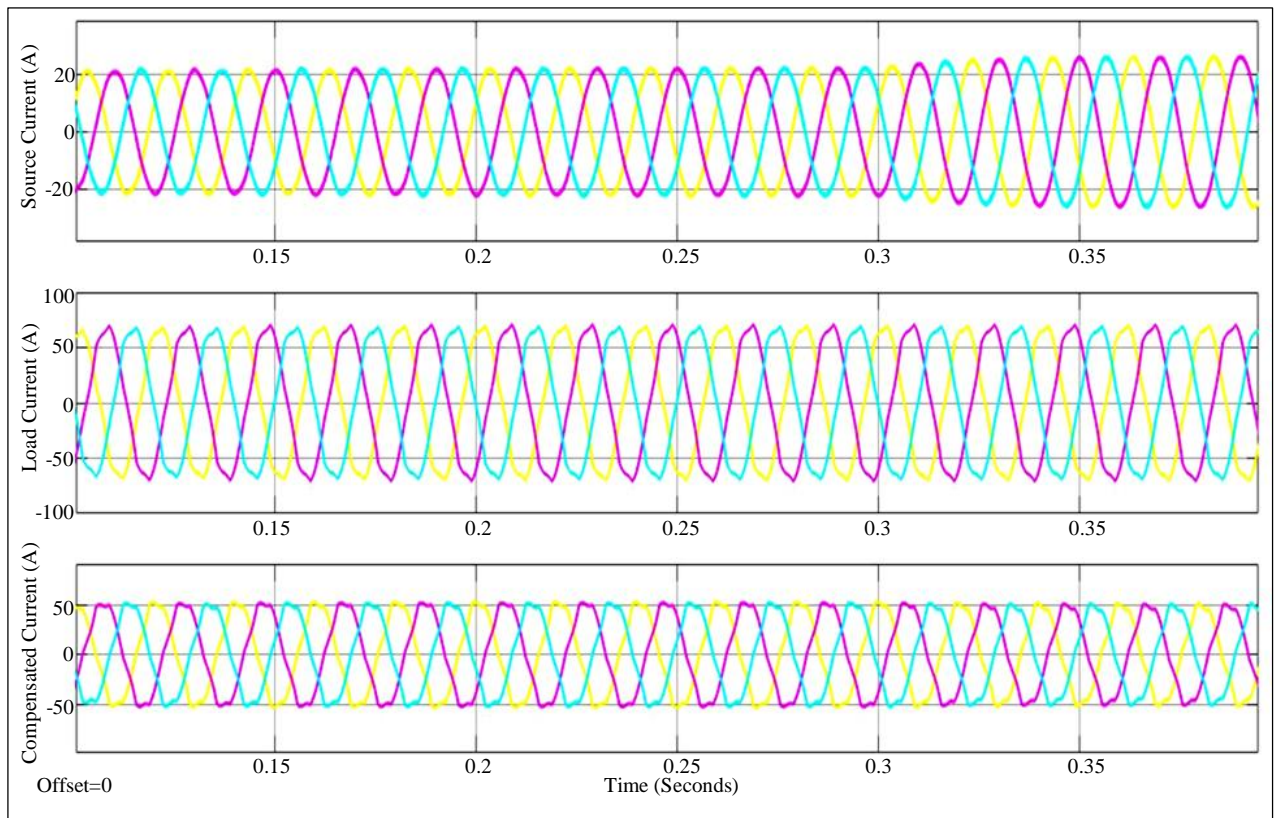 Source Current (A)
20
0
-20
0.15 0.2 0.25 0.3 0.35
Load Current (A)
100
50
0
-50
-100
0.15 0.2 0.25 0.3 0.35
Compensated Current (A)
50
0
-50
0.15 0.2 0.25 0.3 0.35
Offset=0 Time (Seconds)